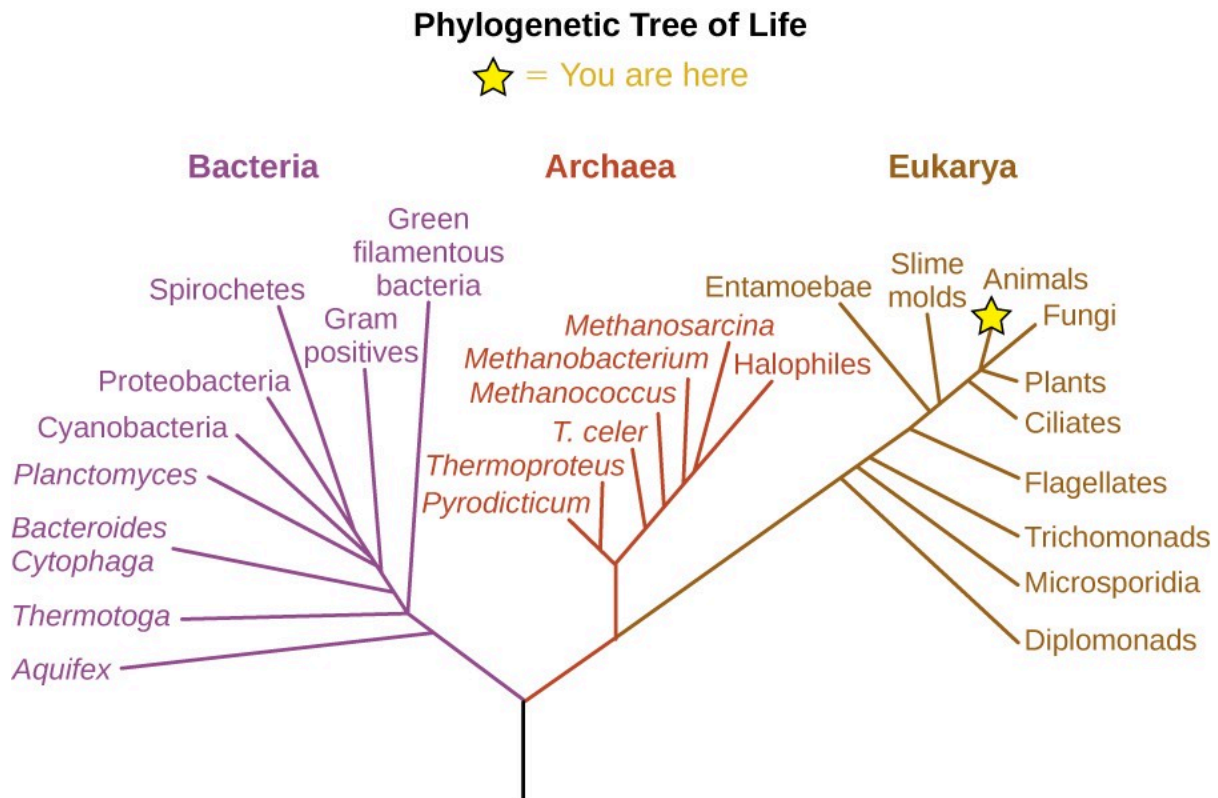 Phylogenetic Tree of Life
= You are here
Bacteria
Archaea
Eukarya
Green
filamentous
bacteria
Spirochetes
Gram
positives
Proteobacteria
Cyanobacteria
Planctomyces
Bacteroides
Cytophaga
Thermotoga
Aquifex
Methanosarcina
Methanobacterium
Halophiles
Methanococcus
T. celer
Thermoproteus
Pyrodicticum
Entamoebae
Slime
molds
Animals
Fungi
Plants
Ciliates
Flagellates
Trichomonads
Microsporidia
Diplomonads